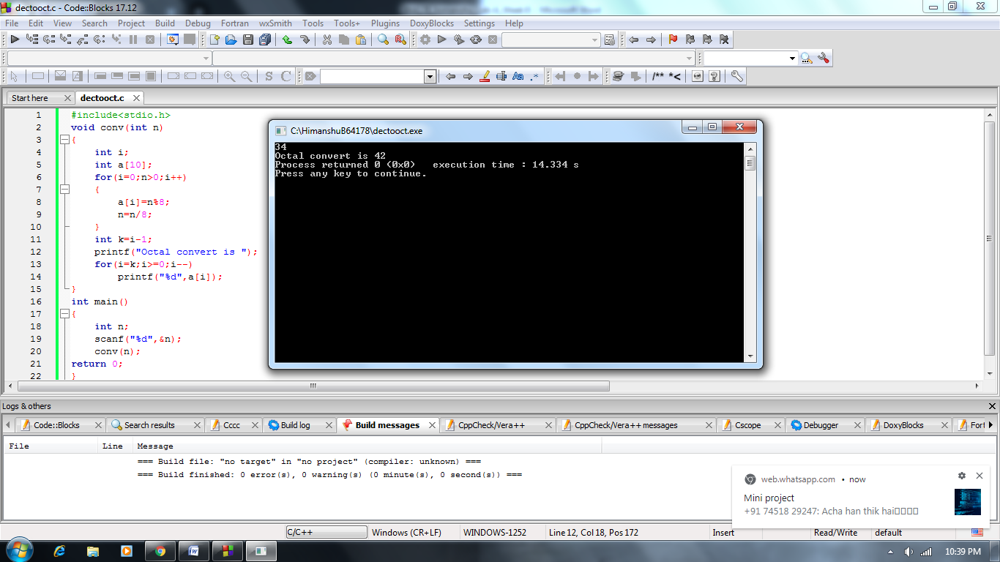 dectooct.c - Code::Blocks 17.12
File Edit View Search Project Build Debug Fortran wxSmith Tools Tools+ Plugins DoxyBlocks Settings Help
Start here dectooct.c
1 #include<stdio.h>
2 void conv(int n)
3 {
4 int i;
5 int a[10];
6 for(i=0;n>0;i++)
7 {
8 a[i]=n%8;
9 n=n/8;
10 }
11 int k=i-1;
12 printf("Octal convert is ");
13 for(i=k;i>=0;i--)
14 printf("%d",a[i]);
15 }
16 int main()
17 {
18 int n;
19 scanf("%d",&n);
20 conv(n);
21 return 0;
22 }
C:\HimanshuB64178\dectooct.exe
34
Octal convert is 42
Process returned 0 (0x0) execution time : 14.334 s
Press any key to continue.
Logs & others
Code::Blocks Search results Cccc Build log Build messages CppCheck/Vera++ CppCheck/Vera++ messages Cscope Debugger DoxyBlocks Fort
File Line Message
=== Build file: "no target" in "no project" (compiler: unknown) ===
=== Build finished: 0 error(s), 0 warning(s) (0 minute(s), 0 second(s)) ===
web.whatsapp.com • now
Mini project
+91 74518 29247: Acha han thik hai
C/C++ Windows (CR+LF) WINDOWS-1252 Line 12, Col 18, Pos 172 Insert Read/Write default
10:39 PM